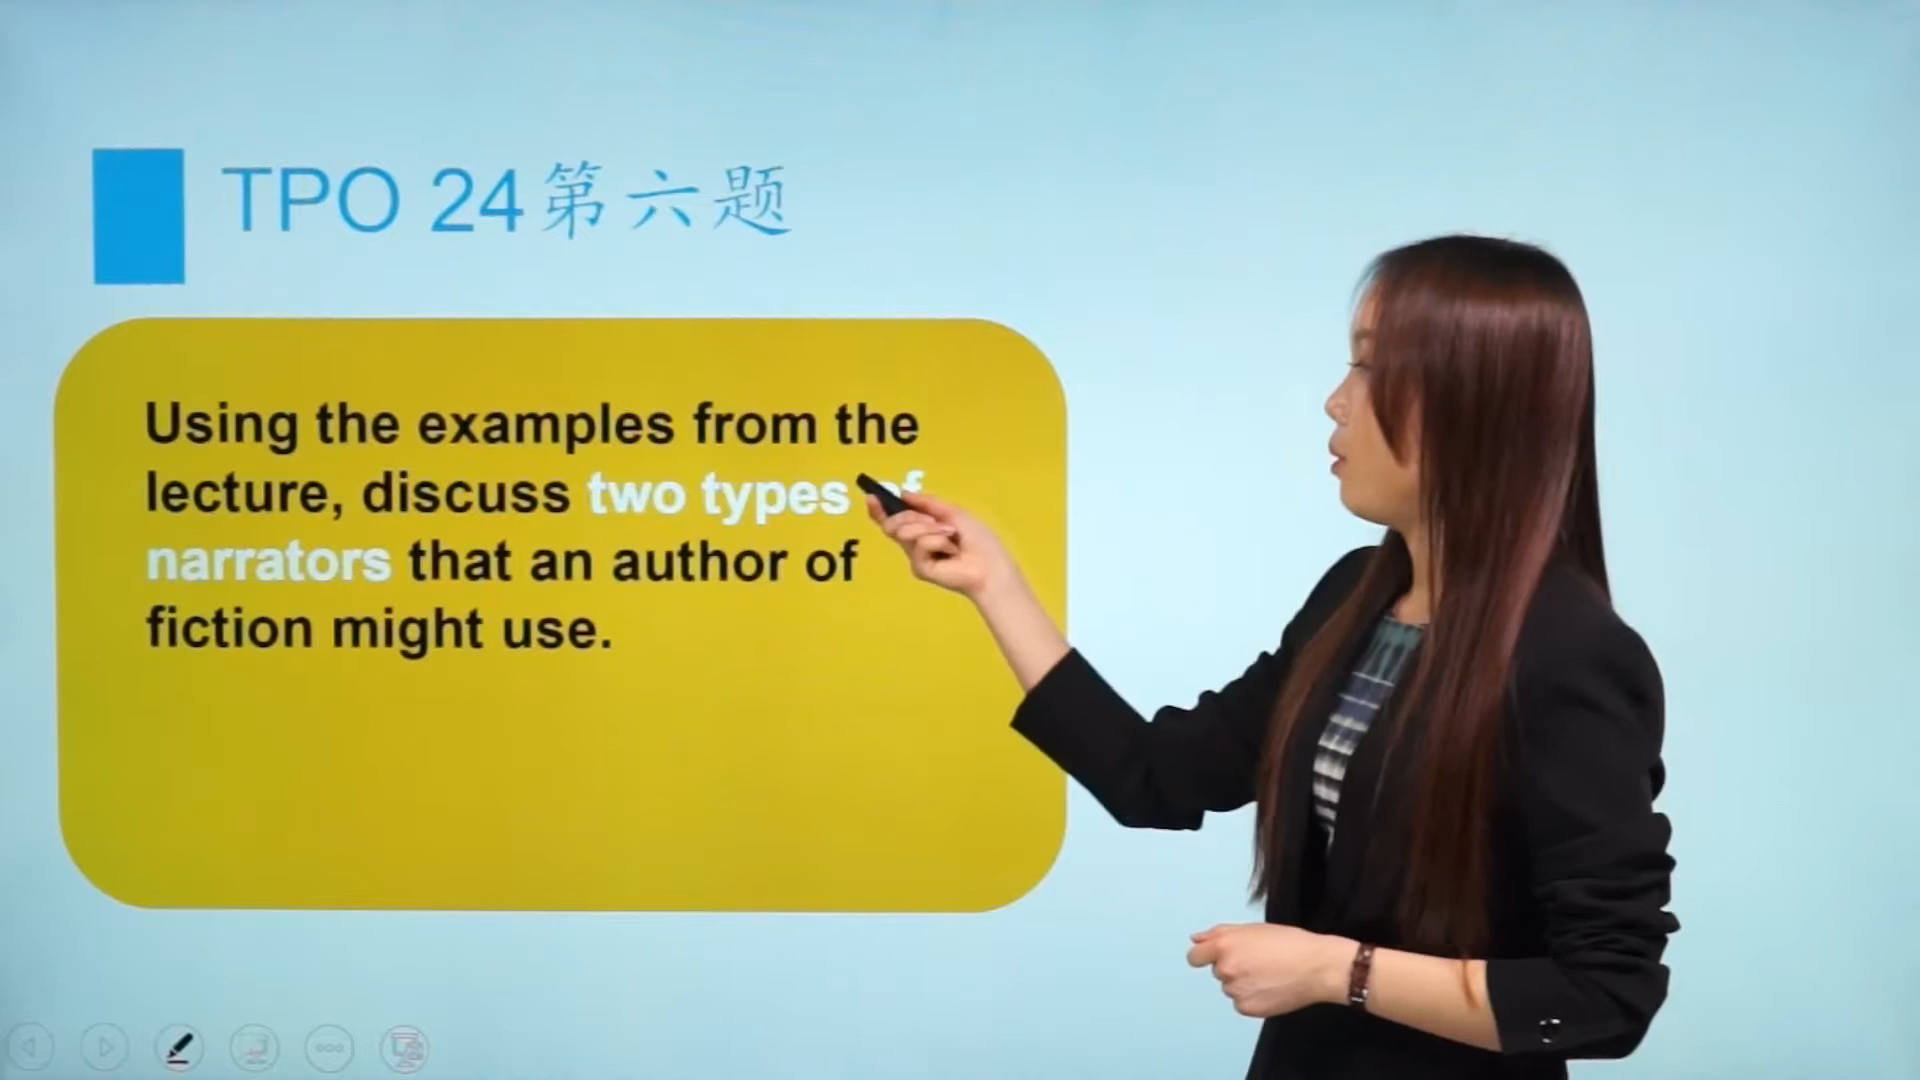 TPO 24第六题
Using the examples from the
lecture, discuss two types of
narrators that an author of
fiction might use.